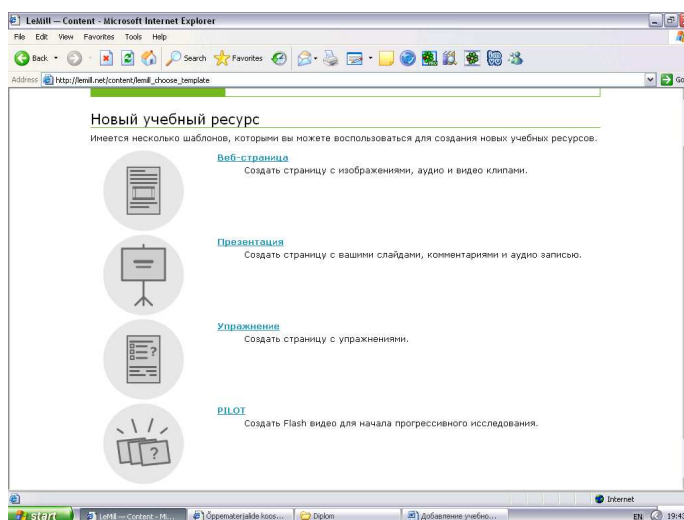 LeMill — Content - Microsoft Internet Explorer
File Edit View Favorites Tools Help
Back Search Favorites
Address http://lemill.net/content/lemill_choose_template Go
Новый учебный ресурс
Имеется несколько шаблонов, которыми вы можете воспользоваться для создания новых учебных ресурсов.
Веб-страница
Создать страницу с изображениями, аудио и видео клипами.
Презентация
Создать страницу с вашими слайдами, комментариями и аудио записью.
Упражнение
Создать страницу с упражнениями.
PILOT
Создать Flash видео для начала прогрессивного исследования.
Internet
start LeMill — Content - Mi... Õppematerjalide koos... Diplom Добавление учебно... EN 19:43